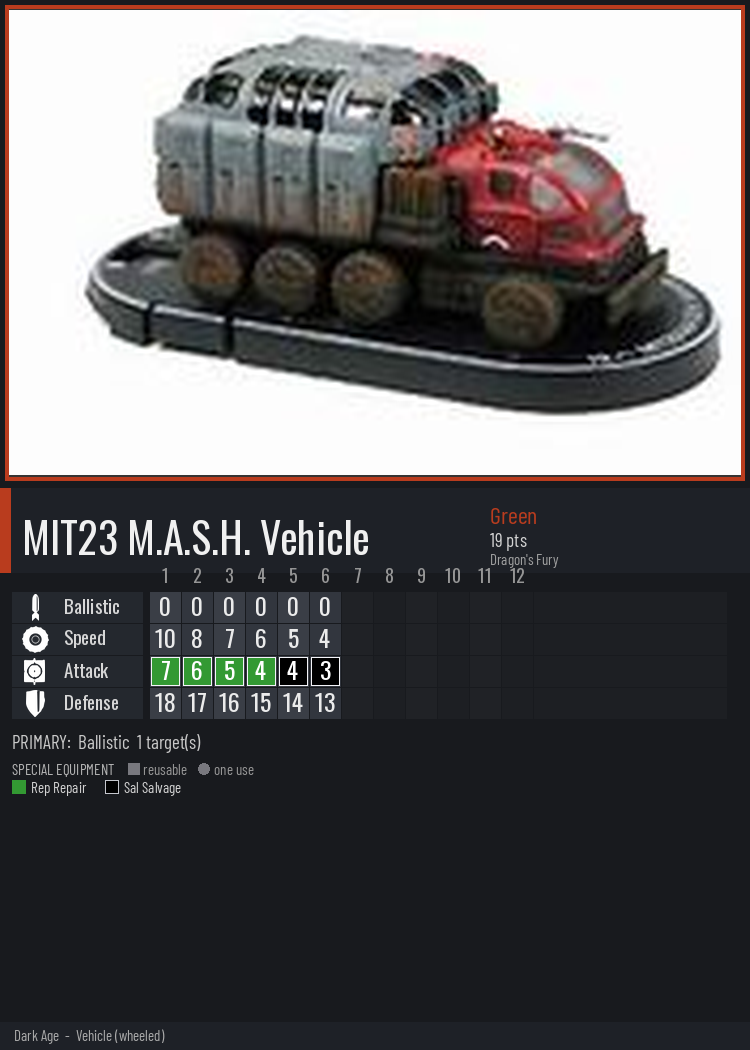 MIT23 M.A.S.H. Vehicle
Green
19 pts
Dragon's Fury
1 2 3 4 5 6 7 8 9 10 11 12
Ballistic 0 0 0 0 0 0
Speed 10 8 7 6 5 4
Attack 7 6 5 4 4 3
Defense 18 17 16 15 14 13
PRIMARY: Ballistic 1 target(s)
SPECIAL EQUIPMENT reusable one use
Rep Repair Sal Salvage
Dark Age - Vehicle (wheeled)